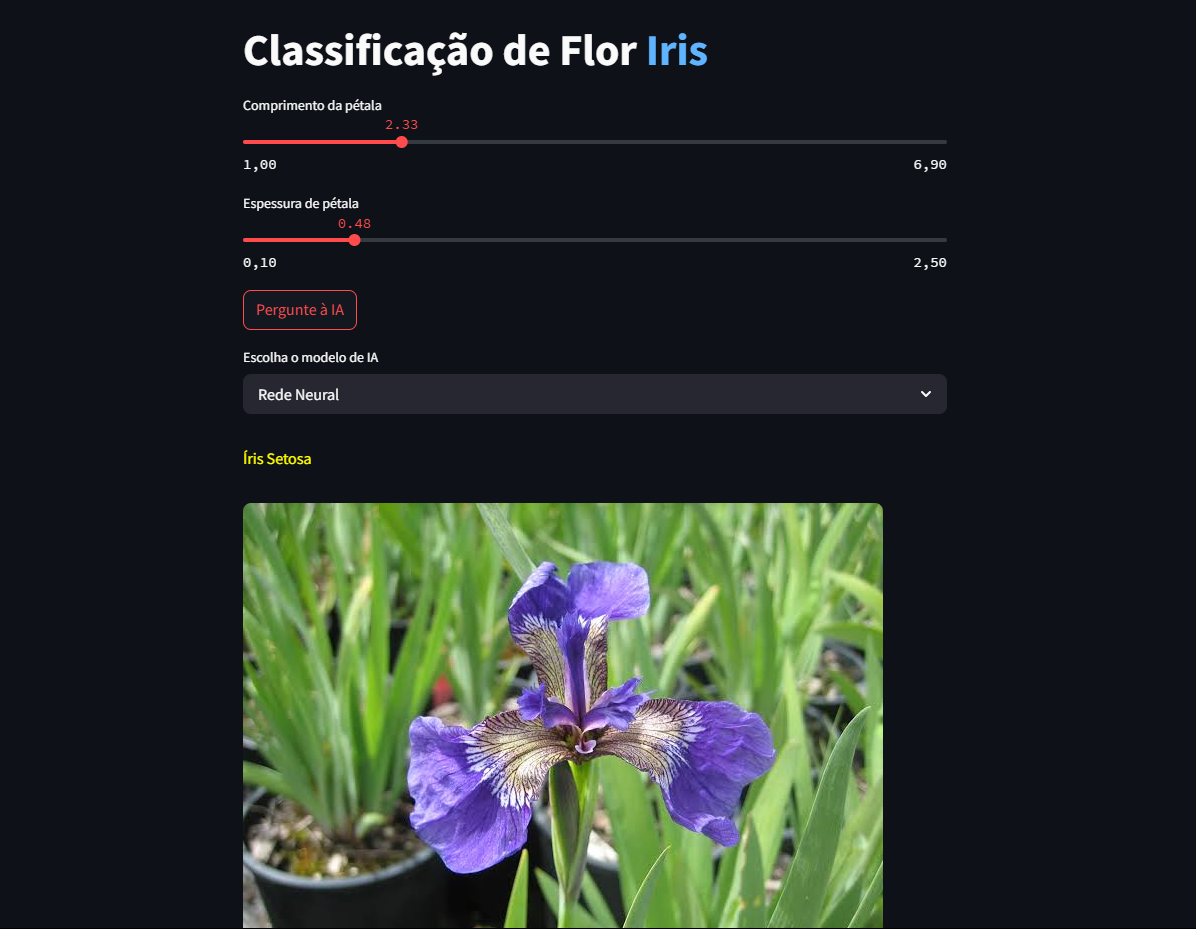 Classificação de Flor Iris
Comprimento da pétala
2.33
1,00 6,90
Espessura de pétala
0.48
0,10 2,50
Pergunte à IA
Escolha o modelo de IA
Rede Neural
Íris Setosa